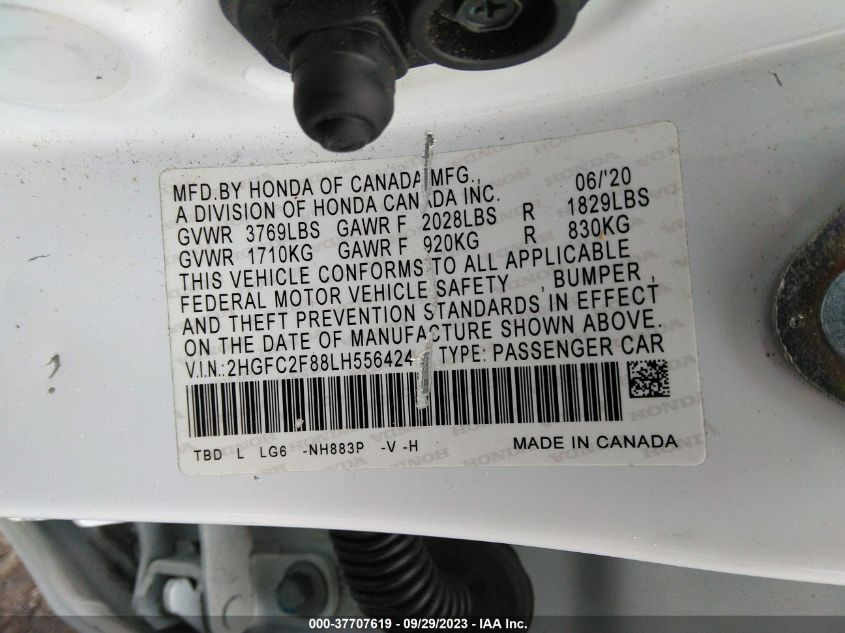 MFD.BY HONDA OF CANADA MFG., 06/'20
A DIVISION OF HONDA CANADA INC.
GVWR 3769LBS GAWR F 2028LBS R 1829LBS
GVWR 1710KG GAWR F 920KG R 830KG
THIS VEHICLE CONFORMS TO ALL APPLICABLE
FEDERAL MOTOR VEHICLE SAFETY , BUMPER ,
AND THEFT PREVENTION STANDARDS IN EFFECT
ON THE DATE OF MANUFACTURE SHOWN ABOVE.
V.I.N.:2HGFC2F88LH556424 TYPE: PASSENGER CAR
TBD L LG6 -NH883P -V -H MADE IN CANADA
000-37707619 - 09/29/2023 - IAA Inc.